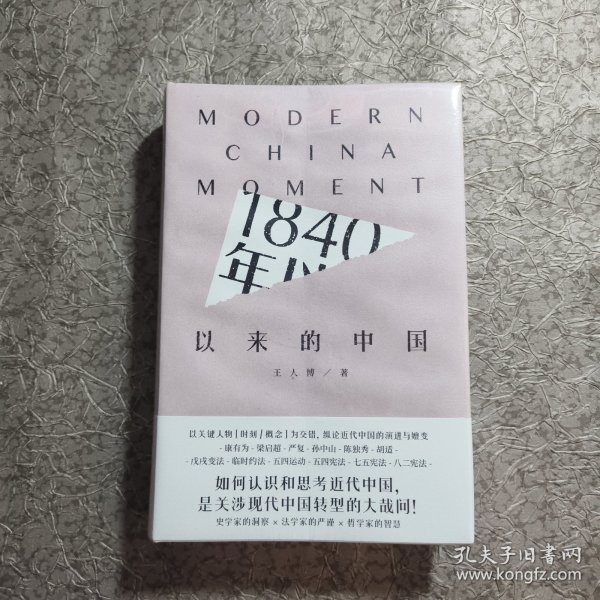 MODERN
CHINA
MOMENT
1840
年以
以来的中国
王人博/著
以关键人物|时刻/概念|为交错,纵论近代中国的演进与嬗变
-康有为-梁启超-严复-孙中山-陈独秀-胡适-
-戊戌变法-临时约法-五四运动-五四宪法-七五宪法-八二宪法-
如何认识和思考近代中国,
是关涉现代中国转型的大哉问!
史学家的洞察×法学家的严谨×哲学家的智慧
孔夫子旧书网
www.kongfz.com